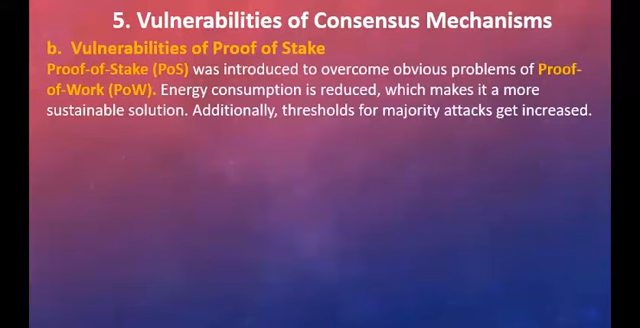 5. Vulnerabilities of Consensus Mechanisms
b. Vulnerabilities of Proof of Stake
Proof-of-Stake (PoS) was introduced to overcome obvious problems of Proof-
of-Work (PoW). Energy consumption is reduced, which makes it a more
sustainable solution. Additionally, thresholds for majority attacks get increased.